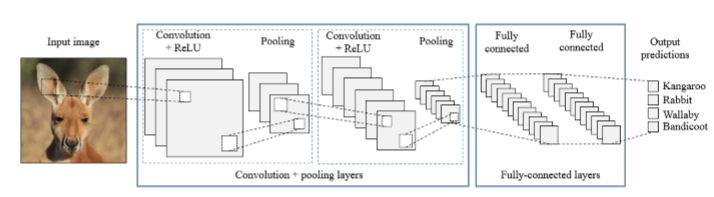 Input image
Convolution
+ ReLU
Pooling
Convolution
+ ReLU
Pooling
Fully
connected
Fully
connected
Output
predictions
Kangaroo
Rabbit
Wallaby
Bandicoot
Convolution + pooling layers
Fully-connected layers